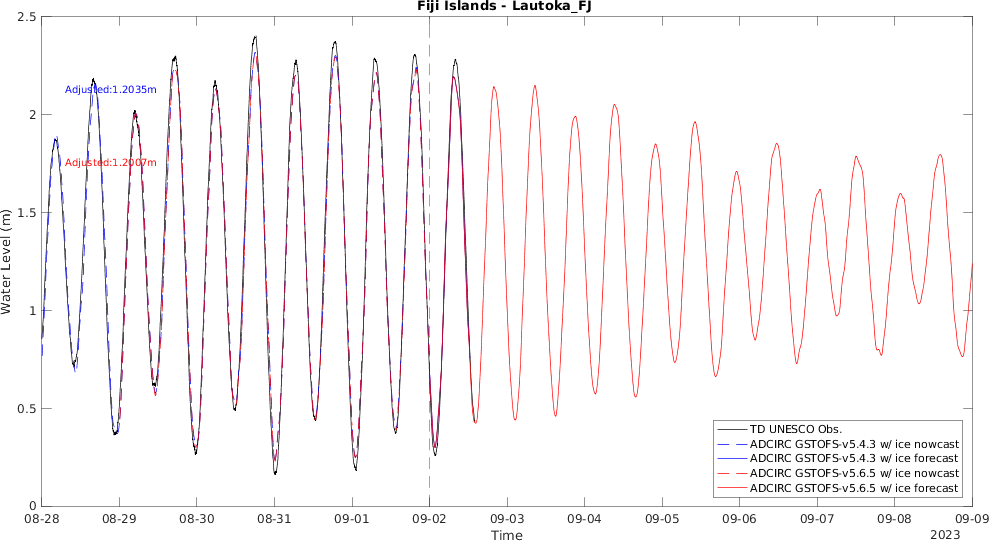 Fiji Islands - Lautoka_FJ
2.5
2
1.5
1
0.5
0
Water Level (m)
Adjusted:1.2035m
Adjusted:1.2007m
TD UNESCO Obs.
ADCIRC GSTOFS-v5.4.3 w/ ice nowcast
ADCIRC GSTOFS-v5.4.3 w/ ice forecast
ADCIRC GSTOFS-v5.6.5 w/ ice nowcast
ADCIRC GSTOFS-v5.6.5 w/ ice forecast
08-28 08-29 08-30 08-31 09-01 09-02 09-03 09-04 09-05 09-06 09-07 09-08 09-09
Time
2023